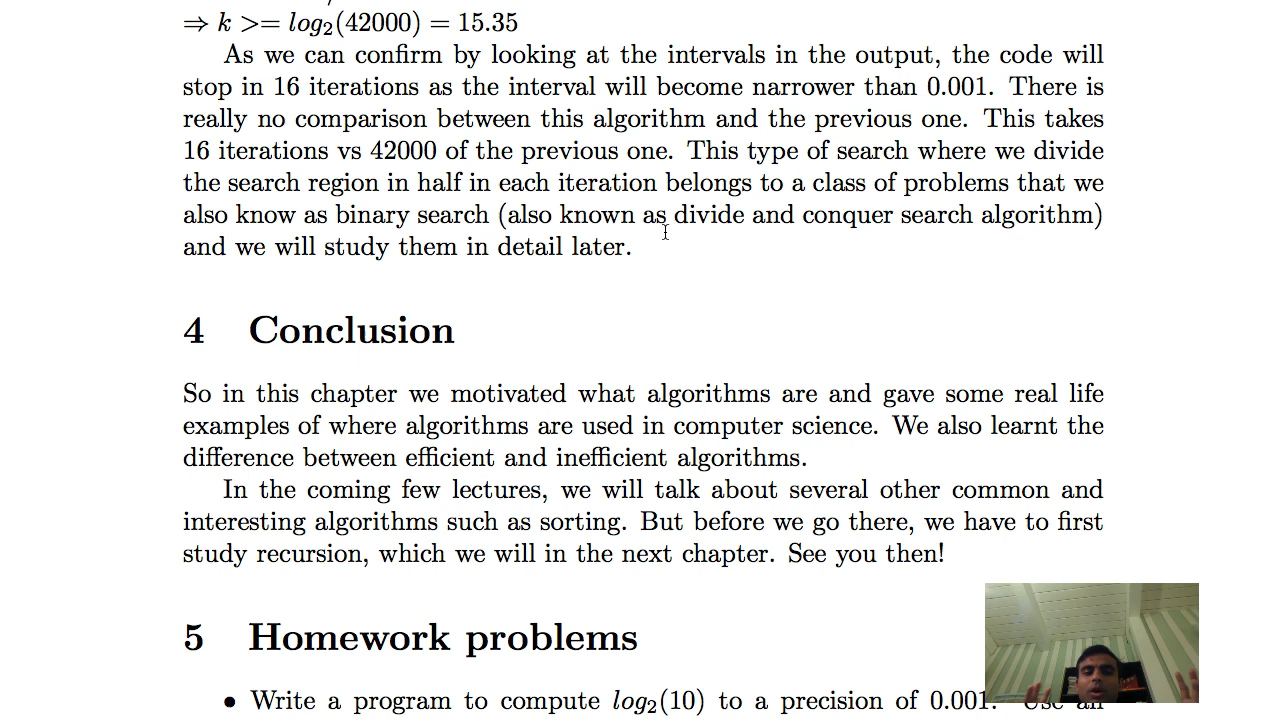 ⇒ k >= log₂(42000) = 15.35
As we can confirm by looking at the intervals in the output, the code will
stop in 16 iterations as the interval will become narrower than 0.001. There is
really no comparison between this algorithm and the previous one. This takes
16 iterations vs 42000 of the previous one. This type of search where we divide
the search region in half in each iteration belongs to a class of problems that we
also know as binary search (also known as divide and conquer search algorithm)
and we will study them in detail later.
4 Conclusion
So in this chapter we motivated what algorithms are and gave some real life
examples of where algorithms are used in computer science. We also learnt the
difference between efficient and inefficient algorithms.
In the coming few lectures, we will talk about several other common and
interesting algorithms such as sorting. But before we go there, we have to first
study recursion, which we will in the next chapter. See you then!
5 Homework problems
• Write a program to compute log₂(10) to a precision of 0.001.